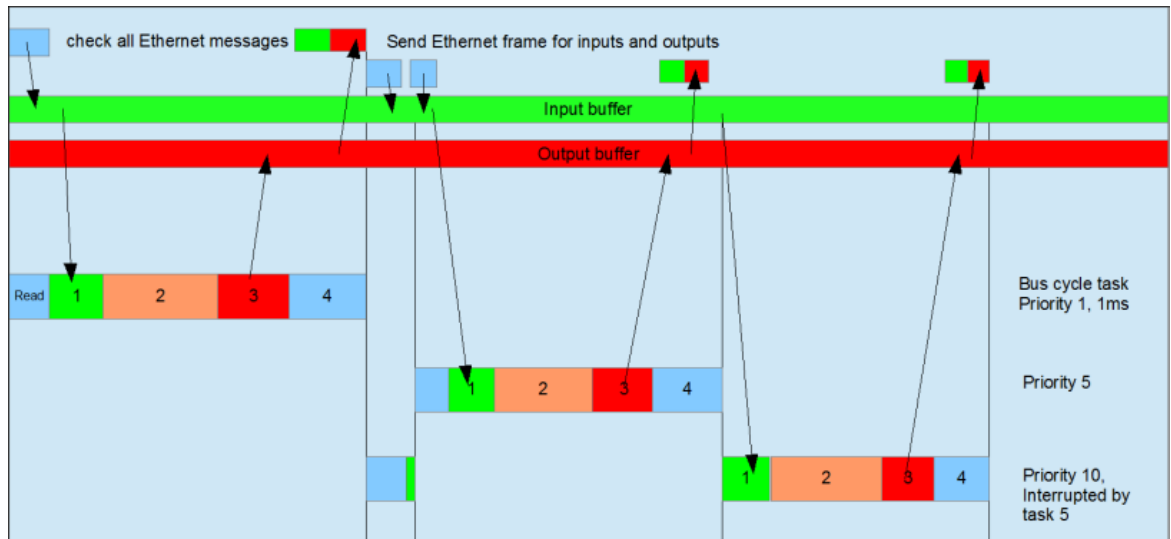 check all Ethernet messages
Send Ethernet frame for inputs and outputs
Input buffer
Output buffer
Read
1
2
3
4
Bus cycle task
Priority 1, 1ms
1
2
3
4
Priority 5
1
2
3
4
Priority 10,
Interrupted by
task 5